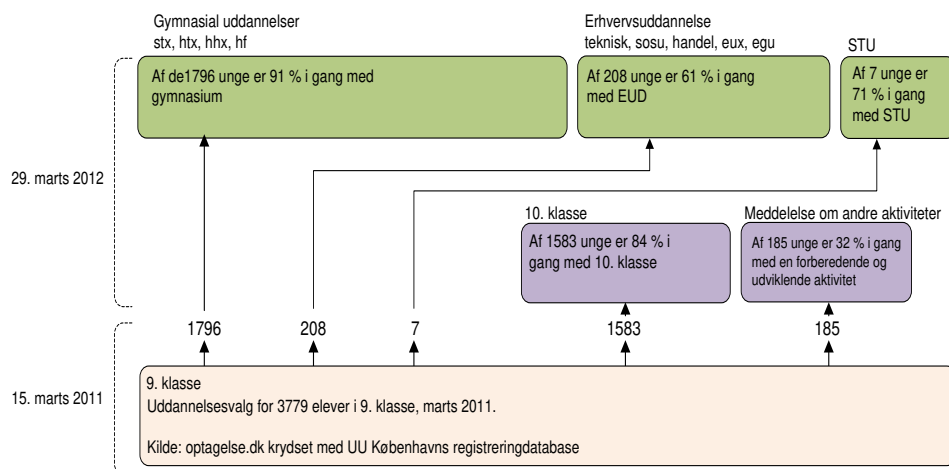 Gymnasial uddannelser
stx, htx, hhx, hf
Erhvervsuddannelse
teknisk, sosu, handel, eux, egu
STU
Af de1796 unge er 91 % i gang med
gymnasium
Af 208 unge er 61 % i gang
med EUD
Af 7 unge er
71 % i gang
med STU
29. marts 2012
10. klasse
Af 1583 unge er 84 % i
gang med 10. klasse
Meddelelse om andre aktiviteter
Af 185 unge er 32 % i gang
med en forberedende og
udviklende aktivitet
1796
208
7
1583
185
15. marts 2011
9. klasse
Uddannelsesvalg for 3779 elever i 9. klasse, marts 2011.
Kilde: optagelse.dk krydset med UU Københavns registreringdatabase